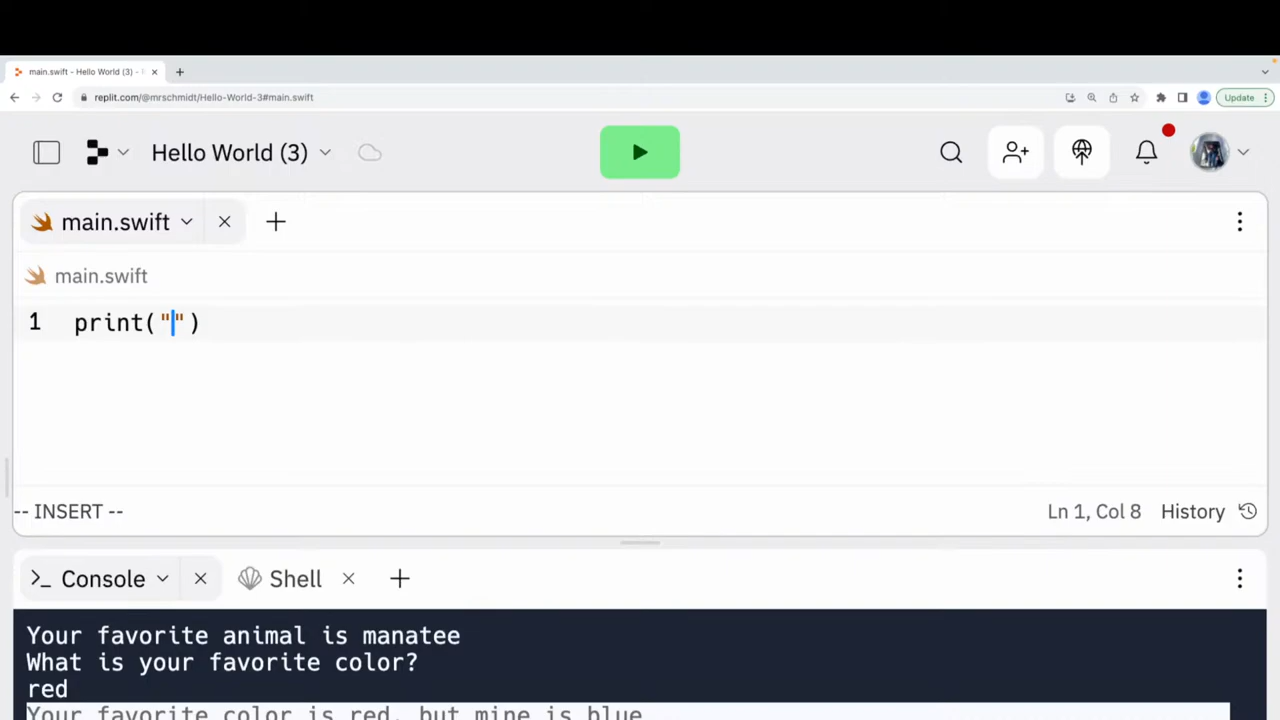 main.swift - Hello World (3) -
replit.com/@mrschmidt/Hello-World-3#main.swift
Update
Hello World (3)
main.swift
main.swift
1 print("")
-- INSERT --
Ln 1, Col 8 History
>_ Console Shell
Your favorite animal is manatee
What is your favorite color?
red
Your favorite color is red, but mine is blue